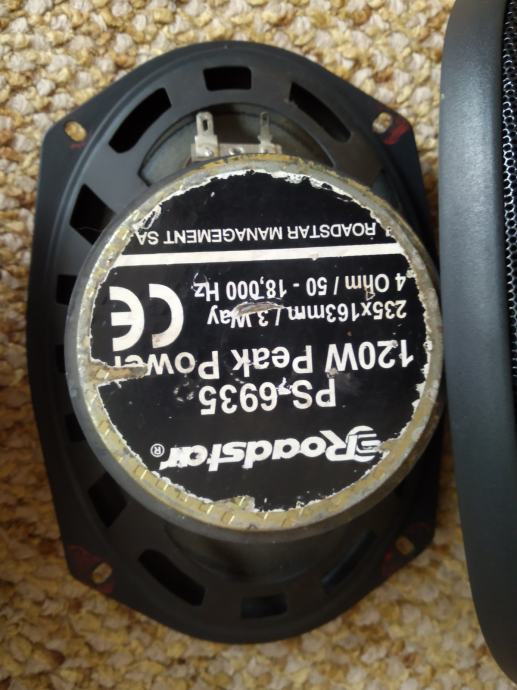 Roadstar®
PS-6935
120W Peak Power
235x163mm / 3 Way
4 Ohm / 50 - 18,000 Hz
CE
ROADSTAR MANAGEMENT SA